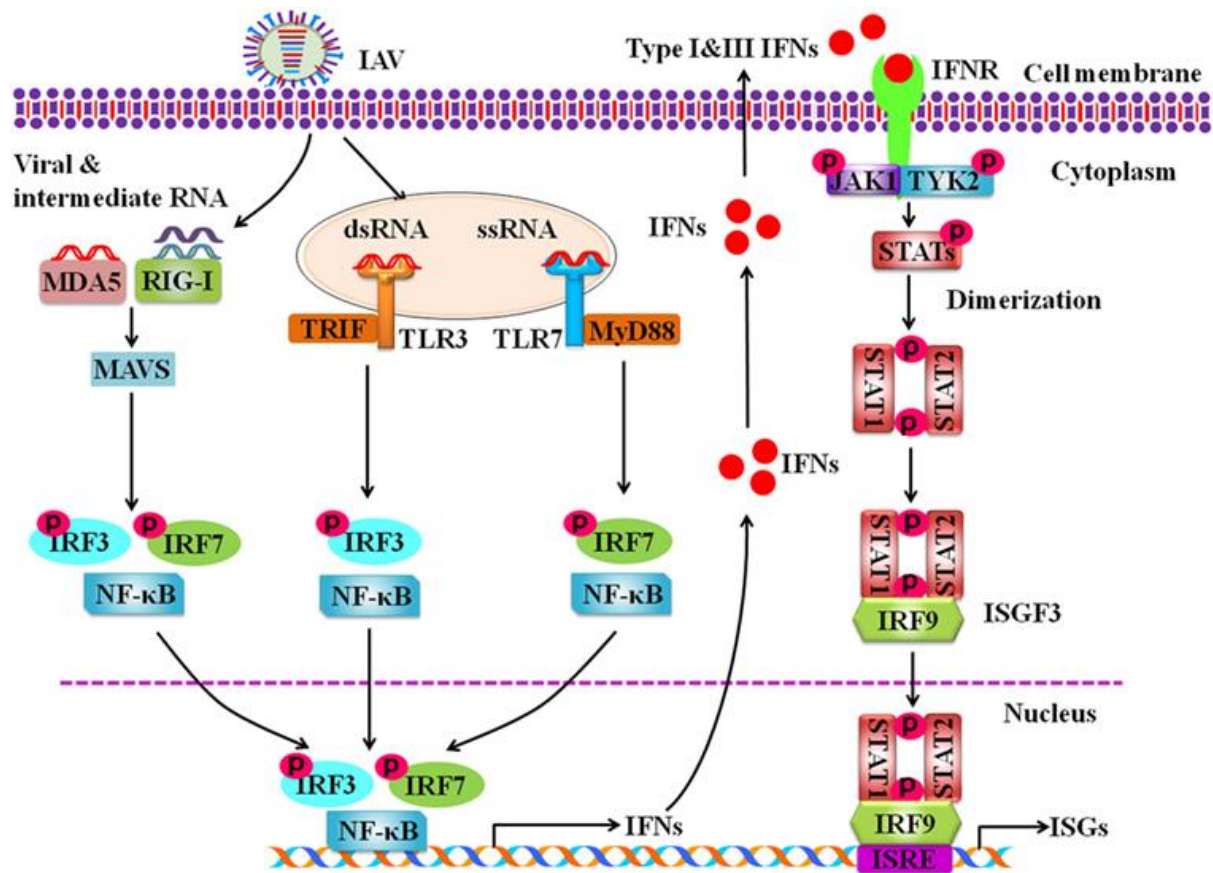 IAV
Type I&III IFNs
IFNR
Cell membrane
Viral &
intermediate RNA
P
P
JAK1
TYK2
Cytoplasm
dsRNA
ssRNA
IFNs
P
STATs
MDA5
RIG-I
Dimerization
TRIF
TLR3
TLR7
MyD88
MAVS
P
STAT1
STAT2
P
IFNs
P
IRF3
P
IRF7
P
IRF3
P
IRF7
P
STAT1
STAT2
P
NF-κB
NF-κB
NF-κB
IRF9
ISGF3
Nucleus
P
STAT1
STAT2
P
P
IRF3
P
IRF7
NF-κB
IFNs
IRF9
ISGs
ISRE